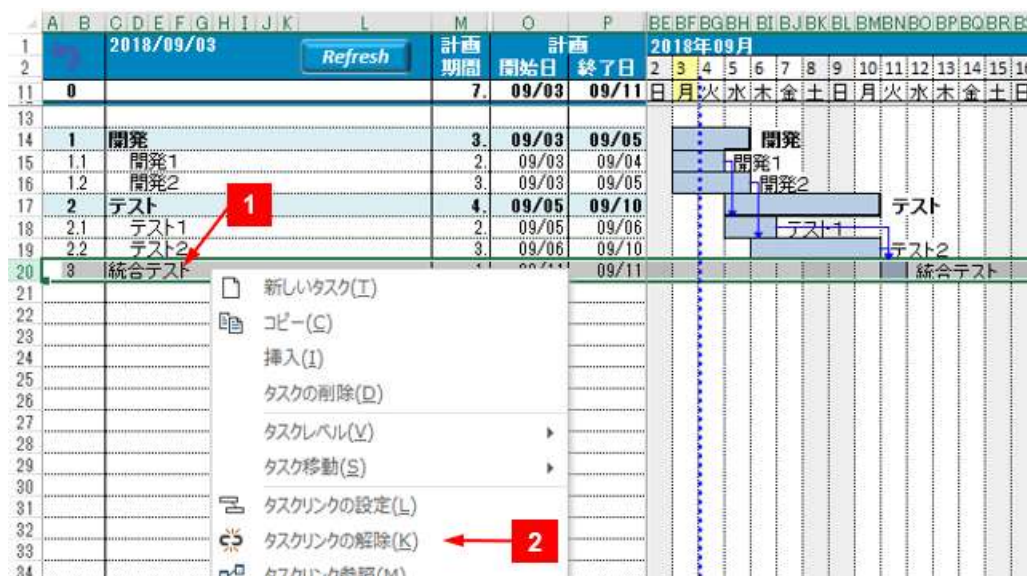 A B C D E F G H I J K L M O P BE BF BG BH BI BJ BK BL BM BN BO BP BQ BR
1 2018/09/03 Refresh 計画 計画 2018年09月
2 期間 開始日 終了日 2 3 4 5 6 7 8 9 10 11 12 13 14 15
11 0 7. 09/03 09/11 日 月 火 水 木 金 土 日 月 火 水 木 金 土 日
13
14 1 開発 3. 09/03 09/05 開発
15 1.1 開発1 2. 09/03 09/04 開発1
16 1.2 開発2 3. 09/03 09/05 開発2
17 2 テスト 1 4. 09/05 09/10 テスト
18 2.1 テスト1 2. 09/05 09/06 テスト1
19 2.2 テスト2 3. 09/06 09/10 テスト2
20 3 統合テスト 09/11 09/11 統合テスト
21 新しいタスク(T)
22
23 コピー(C)
24 挿入(I)
25
26 タスクの削除(D)
27
28 タスクレベル(V)
29 タスク移動(S)
30
31 タスクリンクの設定(L)
32
33 タスクリンクの解除(K) 2
34 タスクリンク参照(M)